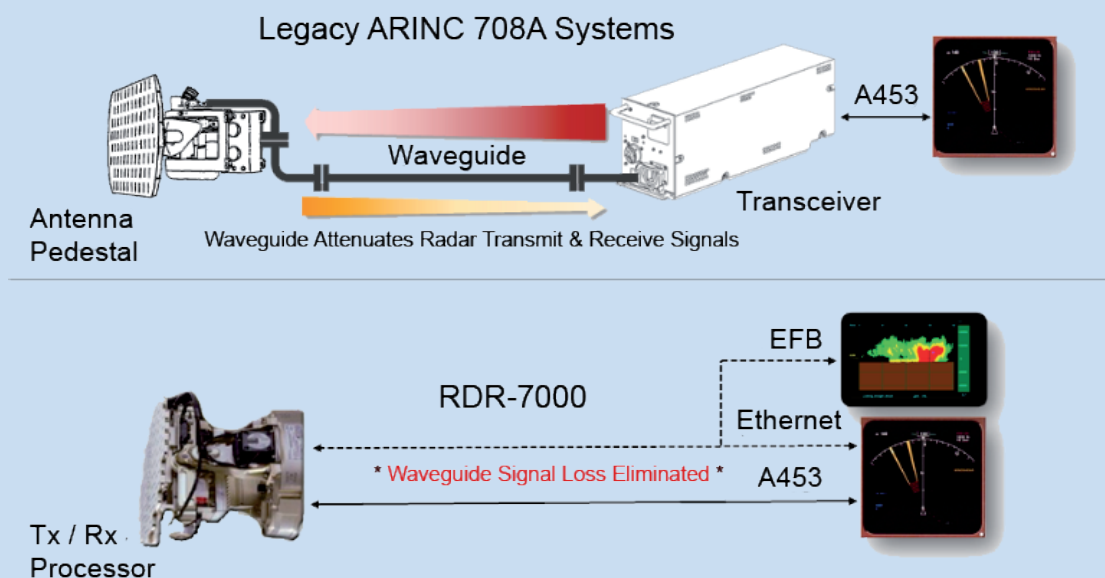 Legacy ARINC 708A Systems
A453
Waveguide
Transceiver
Antenna
Pedestal
Waveguide Attenuates Radar Transmit & Receive Signals
EFB
RDR-7000
Ethernet
* Waveguide Signal Loss Eliminated *
A453
Tx / Rx
Processor